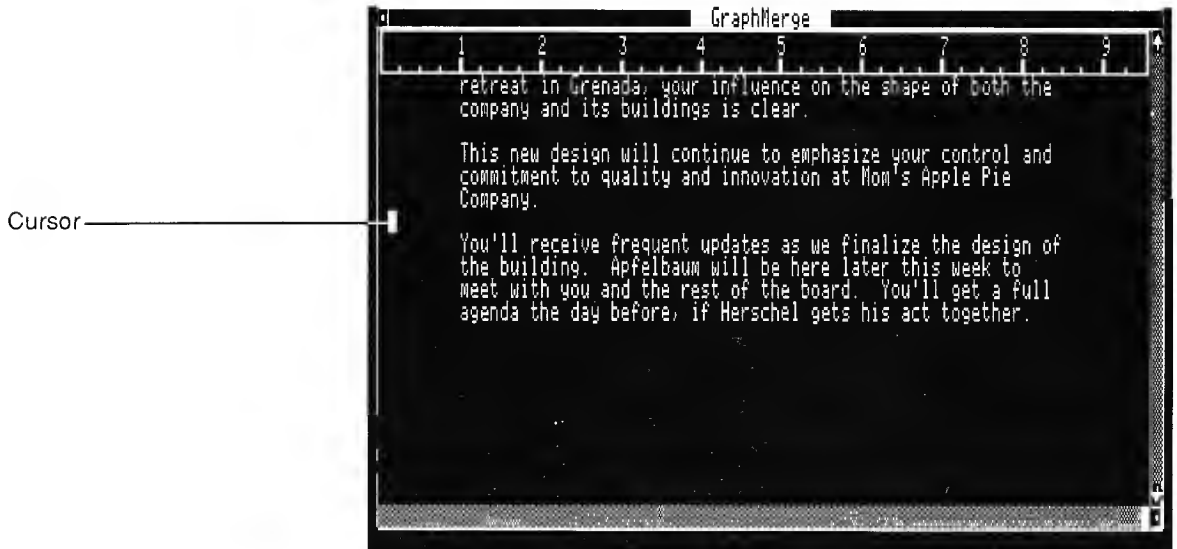 GraphMerge
1 2 3 4 5 6 7 8 9
retreat in Grenada, your influence on the shape of both the
company and its buildings is clear.
This new design will continue to emphasize your control and
commitment to quality and innovation at Mom's Apple Pie
Company.
Cursor
You'll receive frequent updates as we finalize the design of
the building.  Apfelbaum will be here later this week to
meet with you and the rest of the board.  You'll get a full
agenda the day before, if Herschel gets his act together.